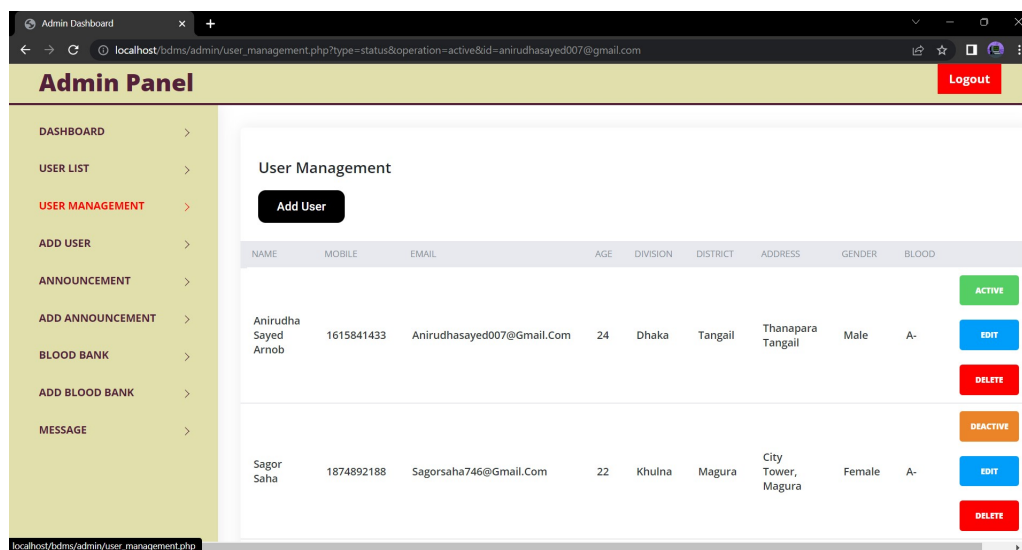 Admin Dashboard
localhost/bdms/admin/user_management.php?type=status&operation=active&id=anirudhasayed007@gmail.com
Admin Panel
Logout
DASHBOARD
USER LIST
USER MANAGEMENT
ADD USER
ANNOUNCEMENT
ADD ANNOUNCEMENT
BLOOD BANK
ADD BLOOD BANK
MESSAGE
User Management
Add User
NAME MOBILE EMAIL AGE DIVISION DISTRICT ADDRESS GENDER BLOOD
Anirudha
Sayed
Arnob
1615841433 Anirudhasayed007@Gmail.Com 24 Dhaka Tangail
Thanapara
Tangail
Male A-
ACTIVE
EDIT
DELETE
Sagor
Saha
1874892188 Sagorsaha746@Gmail.Com 22 Khulna Magura
City
Tower,
Magura
Female A-
DEACTIVE
EDIT
DELETE
localhost/bdms/admin/user_management.php